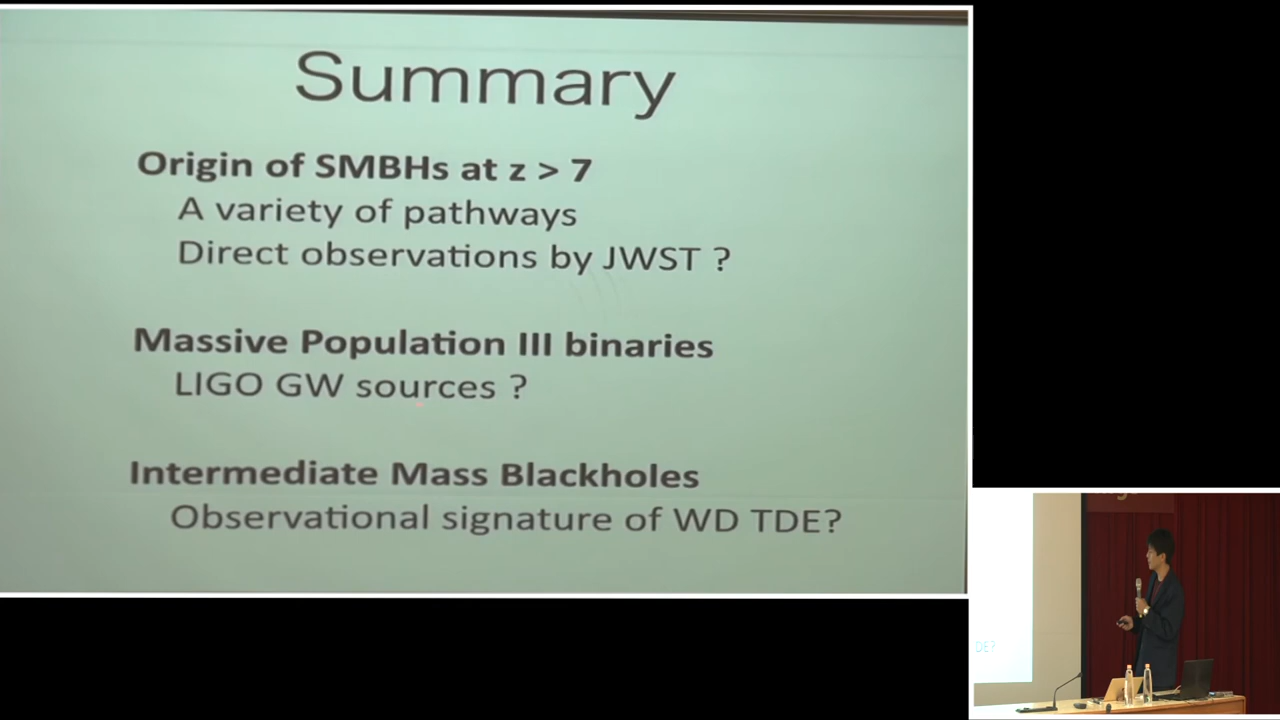 Summary
Origin of SMBHs at z > 7
A variety of pathways
Direct observations by JWST ?
Massive Population III binaries
LIGO GW sources ?
Intermediate Mass Blackholes
Observational signature of WD TDE?
DE?